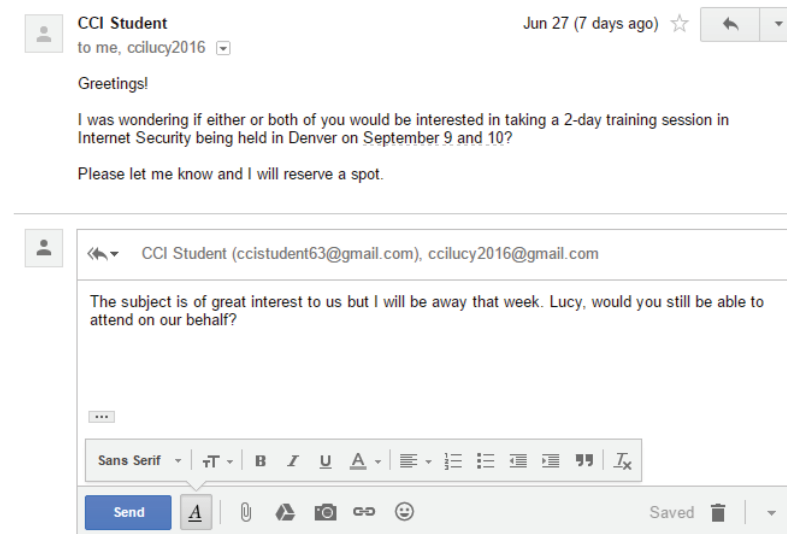 CCI Student
Jun 27 (7 days ago)
to me, ccilucy2016
Greetings!
I was wondering if either or both of you would be interested in taking a 2-day training session in
Internet Security being held in Denver on September 9 and 10?
Please let me know and I will reserve a spot.
CCI Student (ccistudent63@gmail.com), ccilucy2016@gmail.com
The subject is of great interest to us but I will be away that week. Lucy, would you still be able to
attend on our behalf?
Sans Serif
Send
Saved